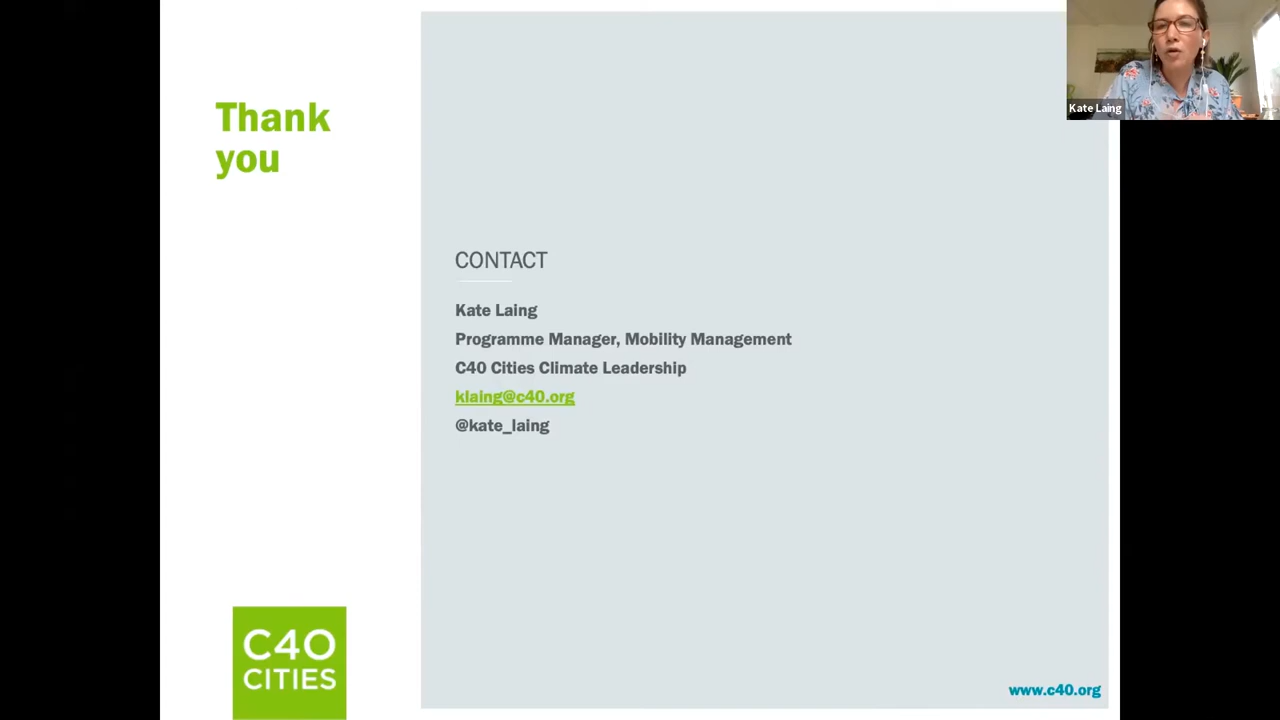 Thank
you
CONTACT
Kate Laing
Programme Manager, Mobility Management
C40 Cities Climate Leadership
klaing@c40.org
@kate_laing
C40
CITIES
www.c40.org
Kate Laing